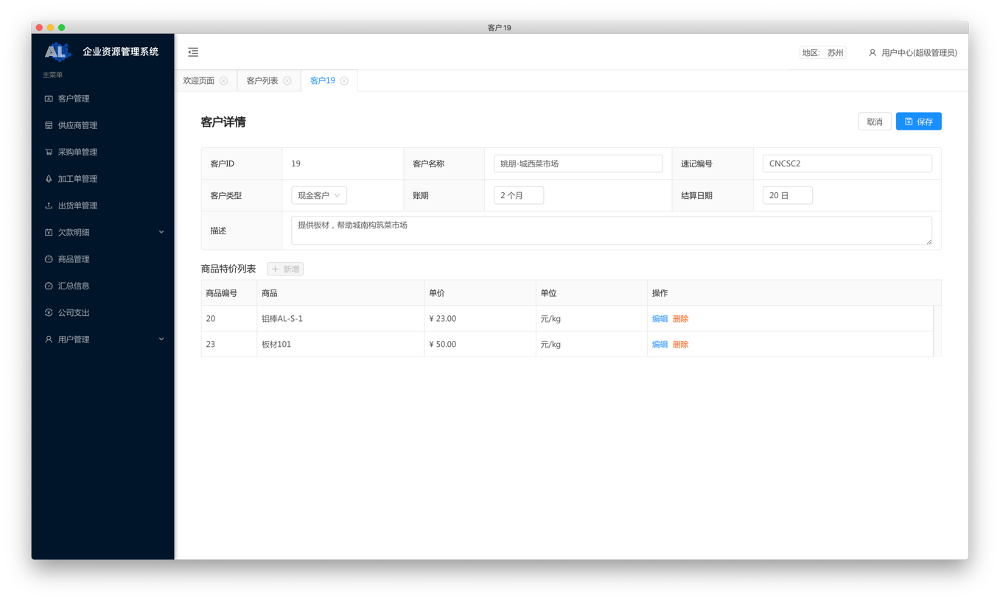 客户19
AL 企业资源管理系统
地区: 苏州 用户中心(超级管理员)
主菜单
客户管理
供应商管理
采购单管理
加工单管理
出货单管理
欠款明细
商品管理
汇总信息
公司支出
用户管理
欢迎页面 客户列表 客户19
客户详情 取消 保存
客户ID 19 客户名称 姚朋-城西菜市场 速记编号 CNCSC2
客户类型 现金客户 账期 2 个月 结算日期 20 日
描述 提供板材，帮助城南构筑菜市场
商品特价列表 新增
商品编号 商品 单价 单位 操作
20 铝棒AL-S-1 ¥ 23.00 元/kg 编辑 删除
23 板材101 ¥ 50.00 元/kg 编辑 删除